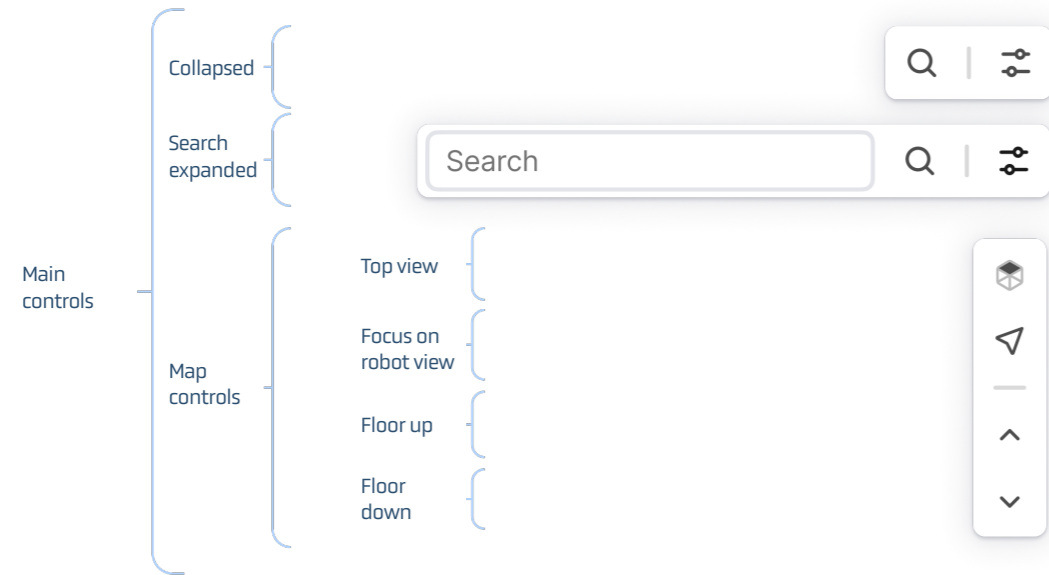 Collapsed
Search
expanded
Search
Main
controls
Map
controls
Top view
Focus on
robot view
Floor up
Floor
down